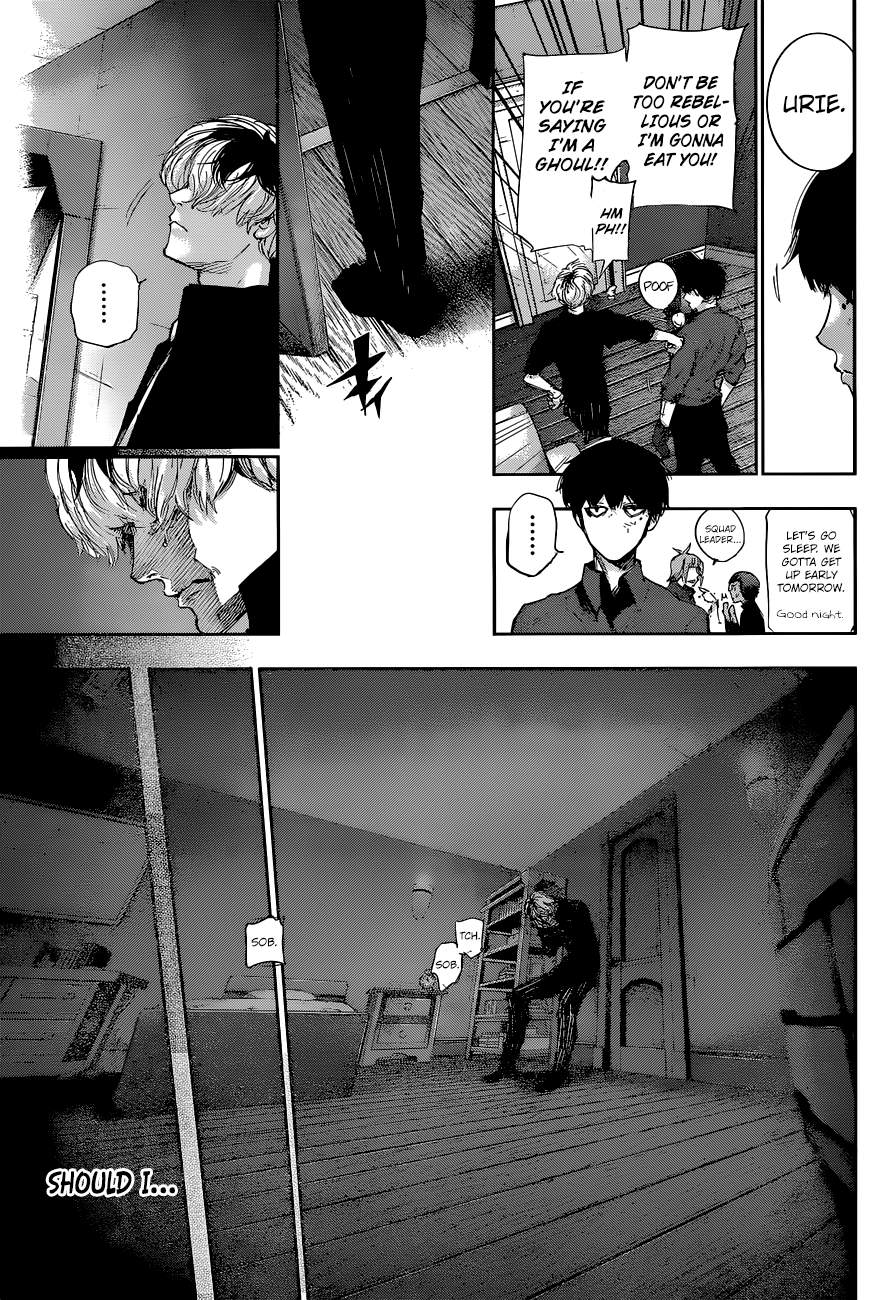 URIE.
DON'T BE
TOO REBEL-
LIOUS OR
I'M GONNA
EAT YOU!
IF
YOU'RE
SAYING
I'M A
GHOUL!!
HM
PH!!
POOF
LET'S GO
SLEEP. WE
GOTTA GET
UP EARLY
TOMORROW.
Good night.
SQUAD
LEADER...
TCH.
SOB.
SOB.
SHOULD I...